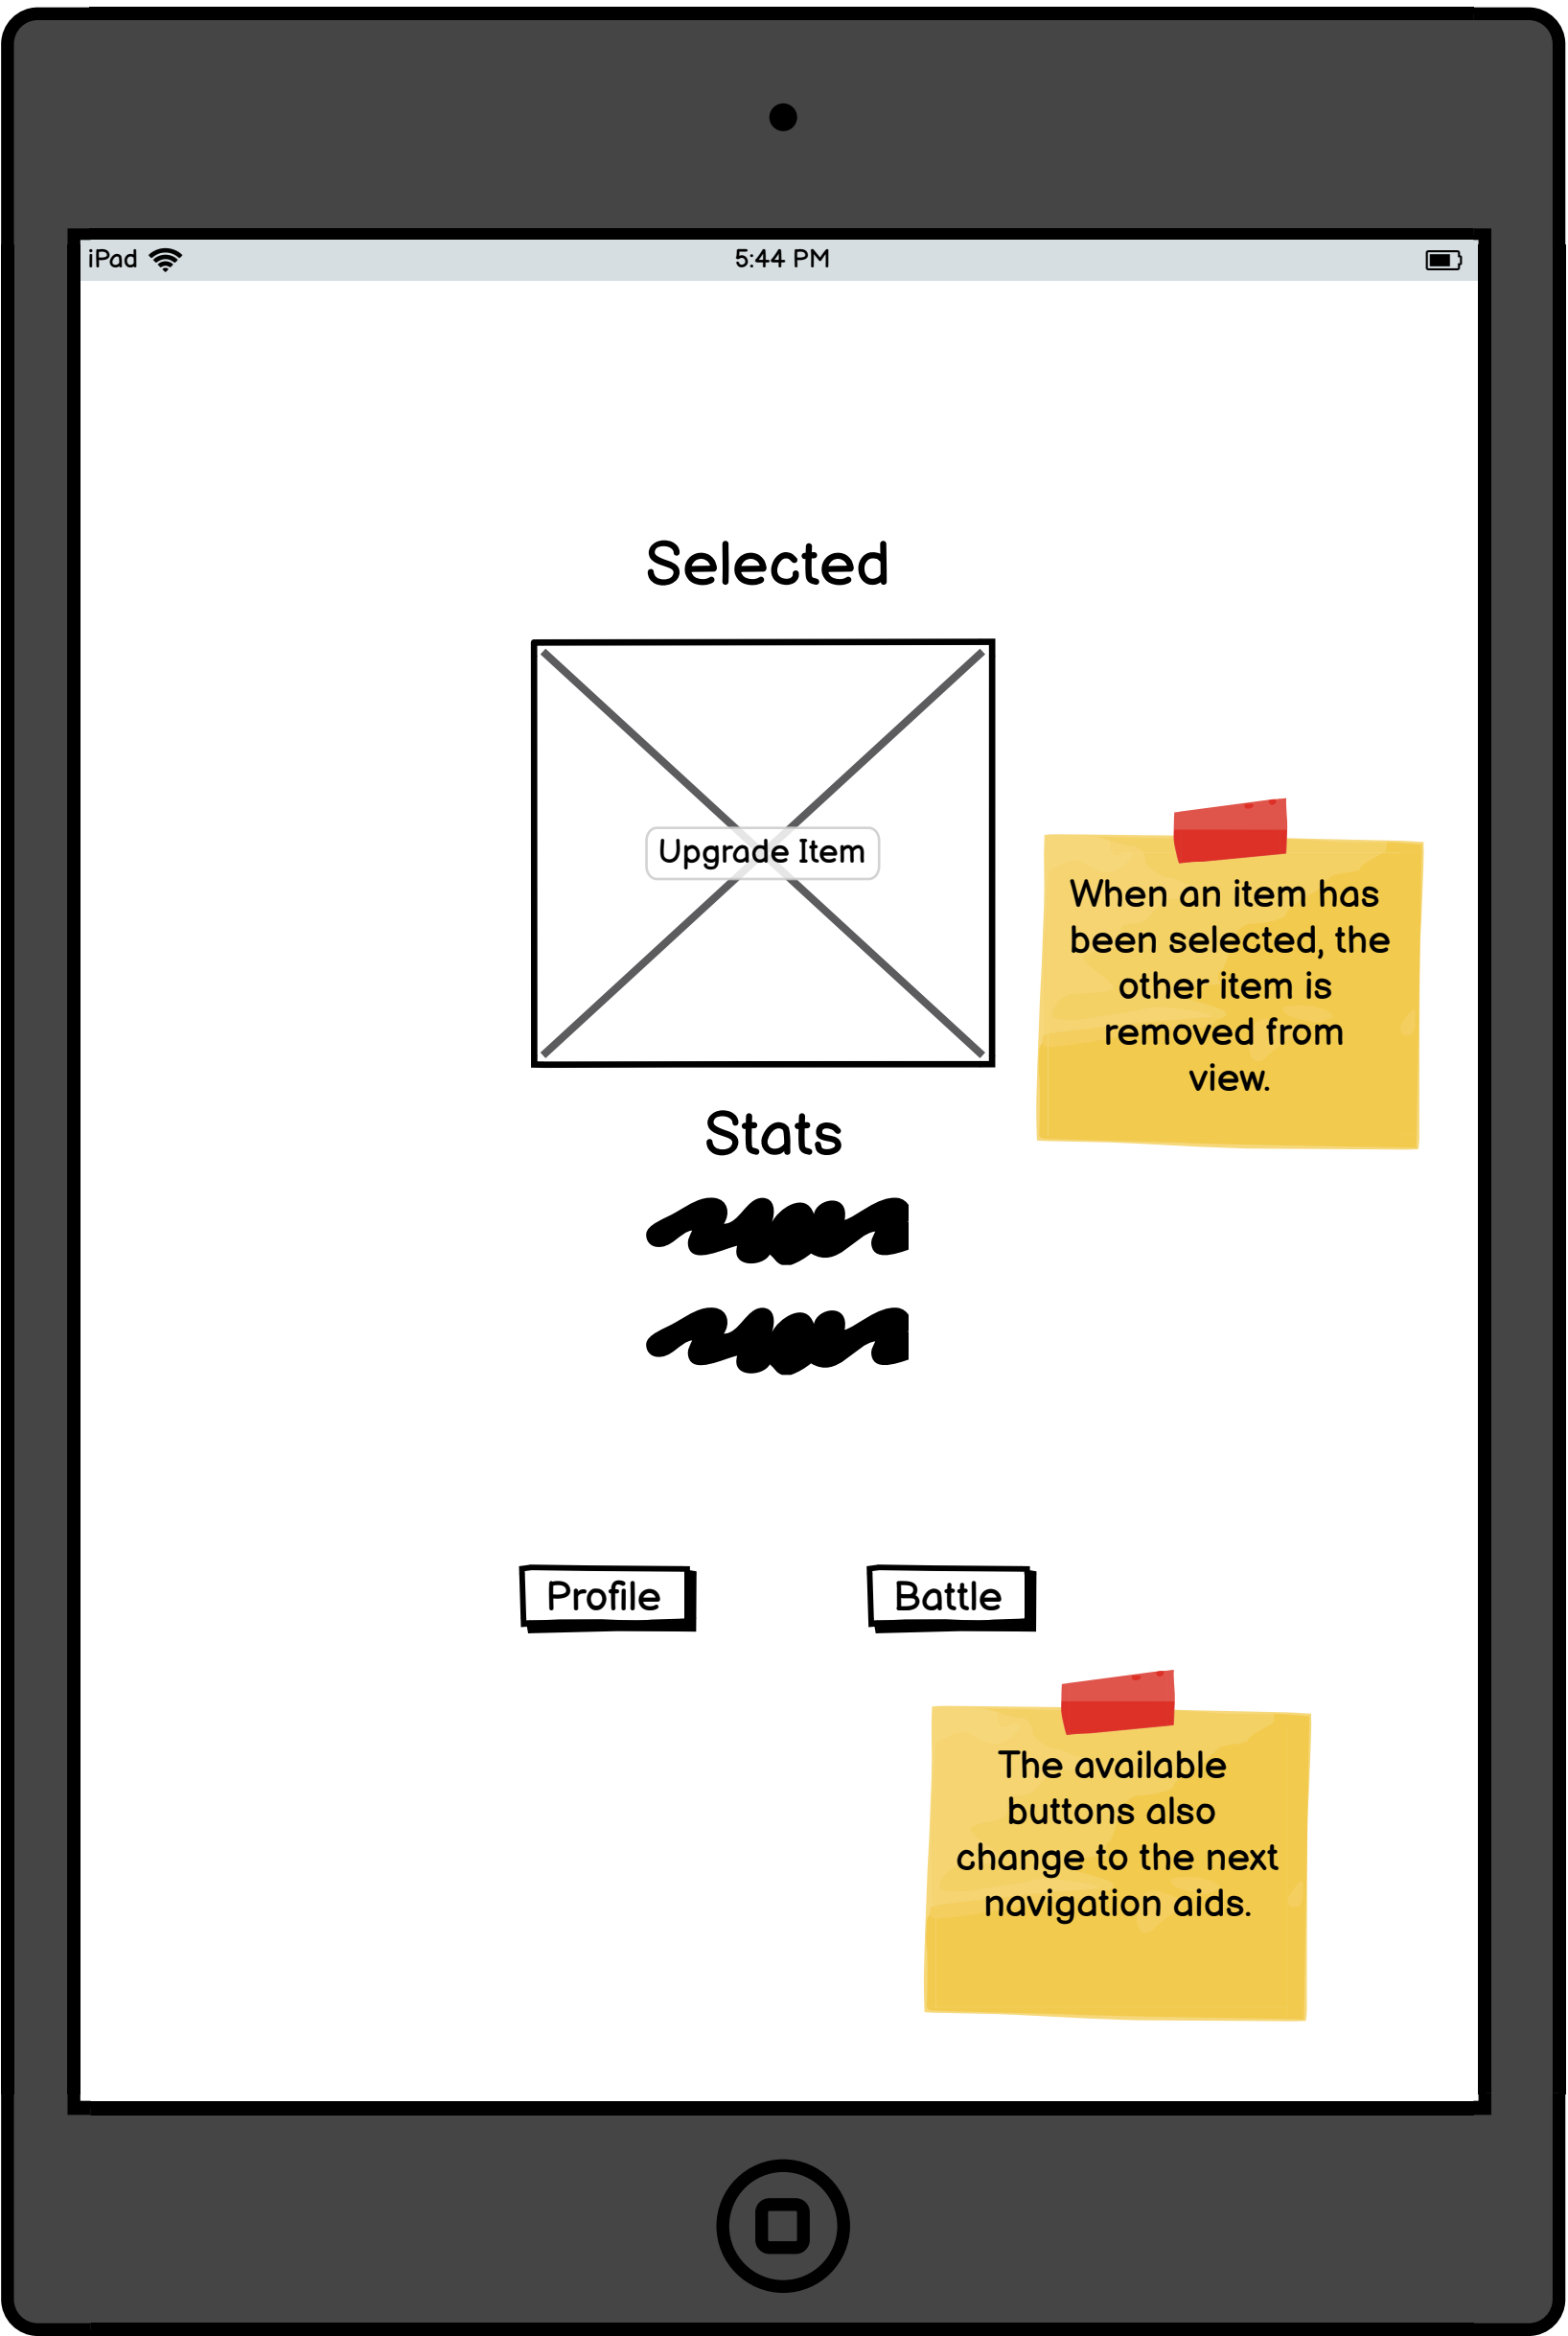 iPad
5:44 PM
Selected
Upgrade Item
When an item has
been selected, the
other item is
removed from
view.
Stats
Profile
Battle
The available
buttons also
change to the next
navigation aids.